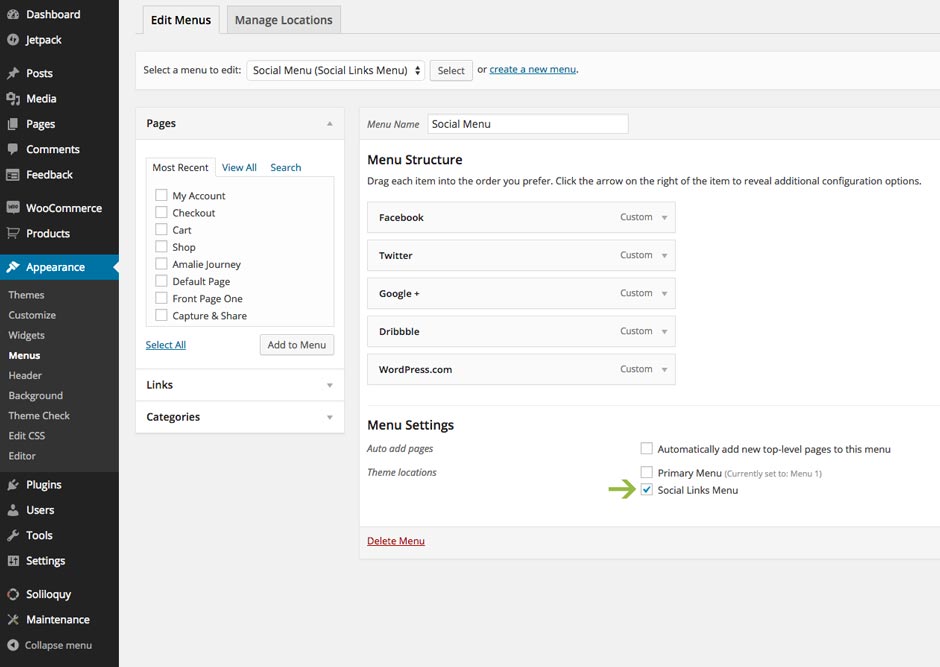 Dashboard
Jetpack
Posts
Media
Pages
Comments
Feedback
WooCommerce
Products
Appearance
Themes
Customize
Widgets
Menus
Header
Background
Theme Check
Edit CSS
Editor
Plugins
Users
Tools
Settings
Soliloquy
Maintenance
Collapse menu
Edit Menus
Manage Locations
Select a menu to edit: Social Menu (Social Links Menu) Select or create a new menu.
Pages
Most Recent View All Search
My Account
Checkout
Cart
Shop
Amalie Journey
Default Page
Front Page One
Capture & Share
Select All Add to Menu
Links
Categories
Menu Name Social Menu
Menu Structure
Drag each item into the order you prefer. Click the arrow on the right of the item to reveal additional configuration options.
Facebook Custom
Twitter Custom
Google + Custom
Dribbble Custom
WordPress.com Custom
Menu Settings
Auto add pages Automatically add new top-level pages to this menu
Theme locations Primary Menu (Currently set to: Menu 1)
Social Links Menu
Delete Menu